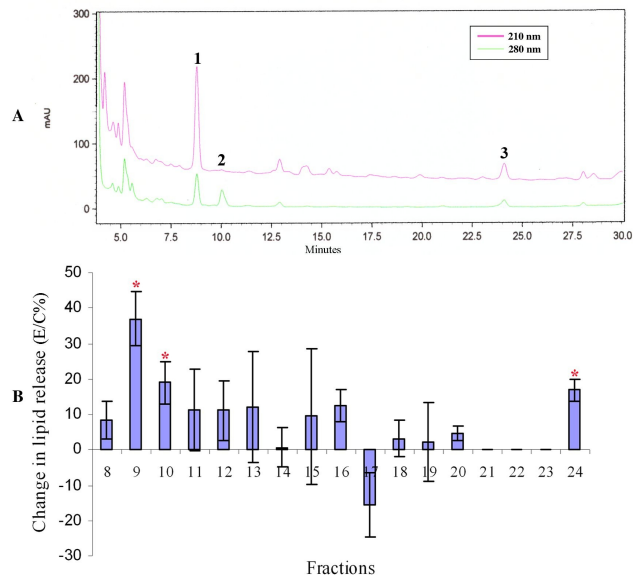 300
200
100
0
mAU
A
1
2
3
210 nm
280 nm
5.0 7.5 10.0 12.5 15.0 17.5 20.0 22.5 25.0 27.5 30.0
Minutes
B
Change in lipid release (E/C%)
50
40
30
20
10
0
-10
-20
-30
* * *
8 9 10 11 12 13 14 15 16 17 18 19 20 21 22 23 24
Fractions